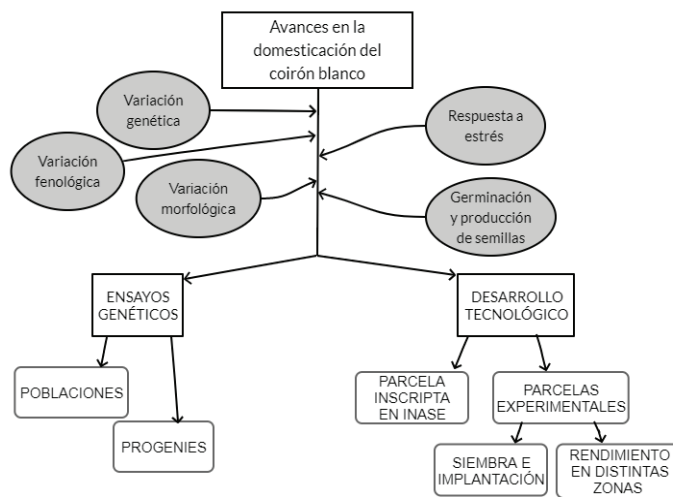 Avances en la
domesticación del
coirón blanco
Variación
genética
Respuesta a
estrés
Variación
fenológica
Variación
morfológica
Germinación
y producción
de semillas
ENSAYOS
GENÉTICOS
DESARROLLO
TECNOLÓGICO
POBLACIONES
PROGENIES
PARCELA
INSCRIPTA
EN INASE
PARCELAS
EXPERIMENTALES
SIEMBRA E
IMPLANTACIÓN
RENDIMIENTO
EN DISTINTAS
ZONAS